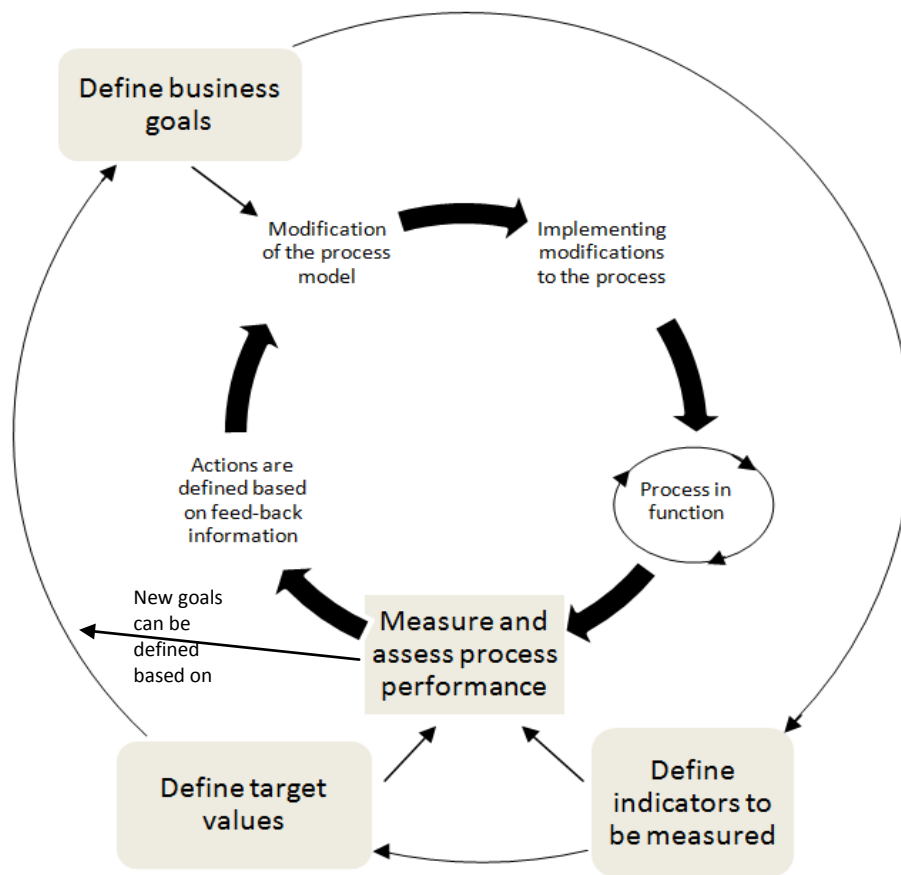 Define business
goals
Modification
of the process
model
Implementing
modifications
to the process
Actions are
defined based
on feed-back
information
Process in
function
New goals
can be
defined
based on
Measure and
assess process
performance
Define target
values
Define
indicators to
be measured